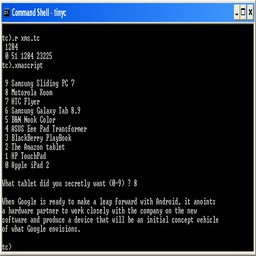 Command Shell - tinyc
tc>.r xms.tc
1204
0 51 1204 23225
tc>.xmascript
9 Samsung Sliding PC 7
8 Motorola Xoom
7 HTC Flyer
6 Samsung Galaxy Tab 8.9
5 B&N Nook Color
4 ASUS Eee Pad Transformer
3 BlackBerry PlayBook
2 The Amazon tablet
1 HP TouchPad
0 Apple iPad 2
What tablet did you secretly want (0-9) ? 8
When Google is ready to make a leap forward with Android, it anoints
a hardware partner to work closely with the company on the new
software and produce a device that will be an initial concept vehicle
of what Google envisions.
tc>